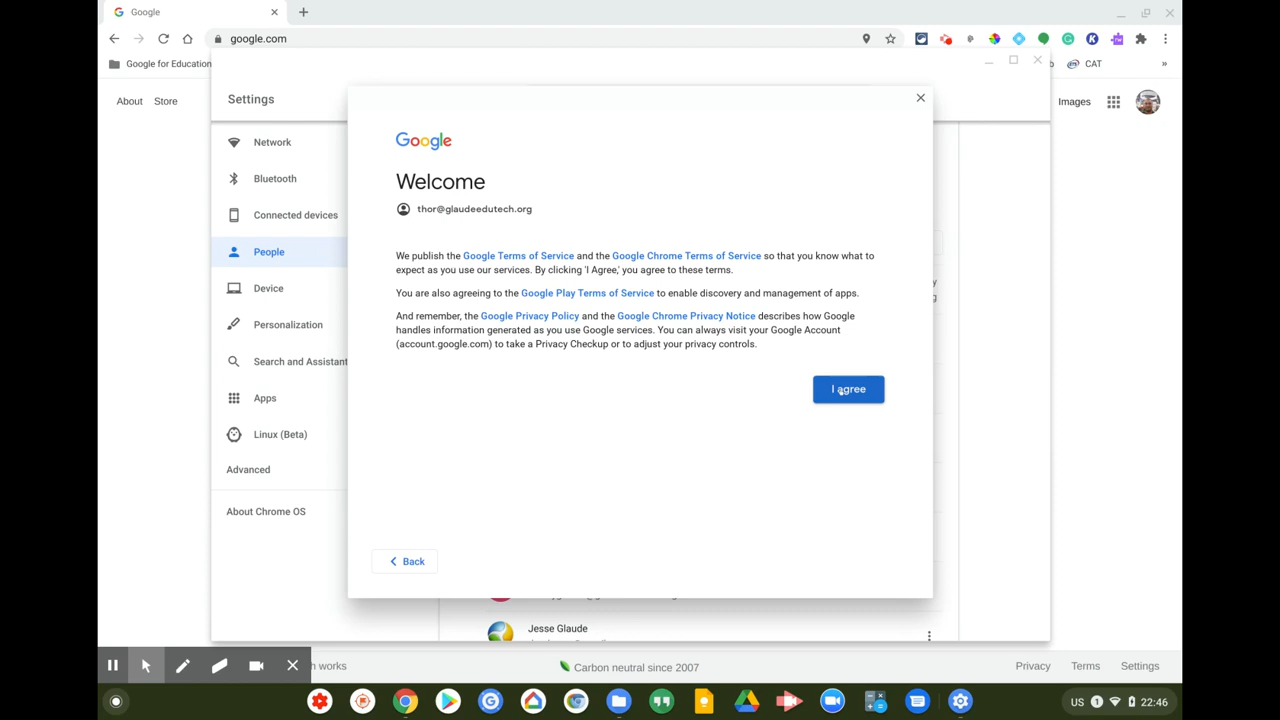 Google
google.com
Google for Education
CAT
»
About
Store
Images
Settings
Network
Bluetooth
Connected devices
People
Device
Personalization
Search and Assistant
Apps
Linux (Beta)
Advanced
About Chrome OS
Google
Welcome
thor@glaudeedutech.org
We publish the Google Terms of Service and the Google Chrome Terms of Service so that you know what to
expect as you use our services. By clicking 'I Agree,' you agree to these terms.
You are also agreeing to the Google Play Terms of Service to enable discovery and management of apps.
And remember, the Google Privacy Policy and the Google Chrome Privacy Notice describes how Google
handles information generated as you use Google services. You can always visit your Google Account
(account.google.com) to take a Privacy Checkup or to adjust your privacy controls.
I agree
Back
Jesse Glaude
works
Carbon neutral since 2007
Privacy
Terms
Settings
US
1
22:46